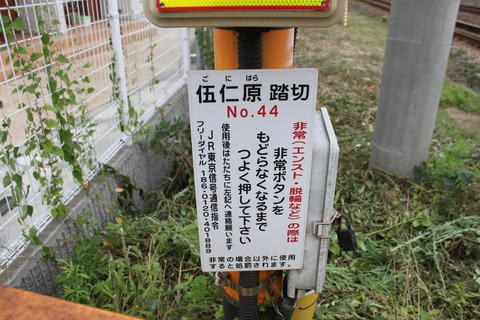 ごにはら
伍仁原 踏切
No.44
非常(エンスト・脱輪など)の際は
非常ボタンを
もどらなくなるまで
つよく押して下さい
使用後はただちに左記へ連絡願います
JR東京信号通信指令
フリーダイヤル 186-0120-401889
非常の場合以外に使用
すると処罰されます。